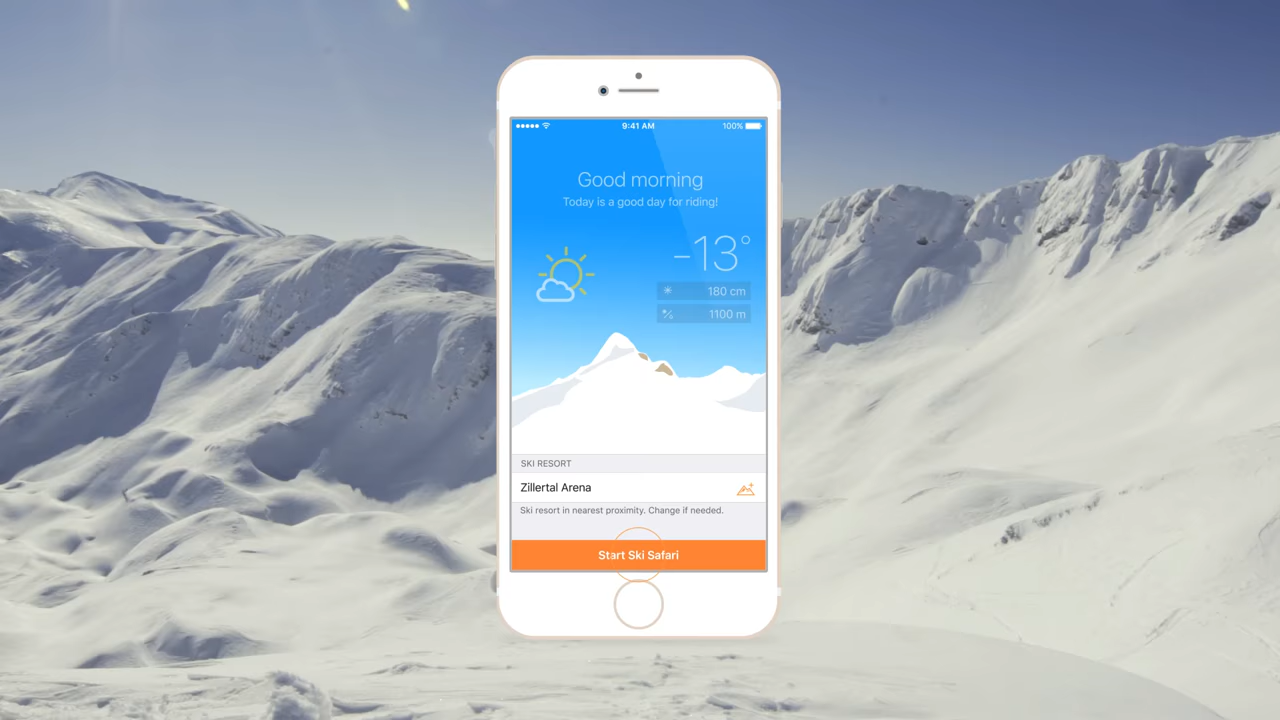 9:41 AM
100%
Good morning
Today is a good day for riding!
-13°
180 cm
1100 m
SKI RESORT
Zillertal Arena
Ski resort in nearest proximity. Change if needed.
Start Ski Safari